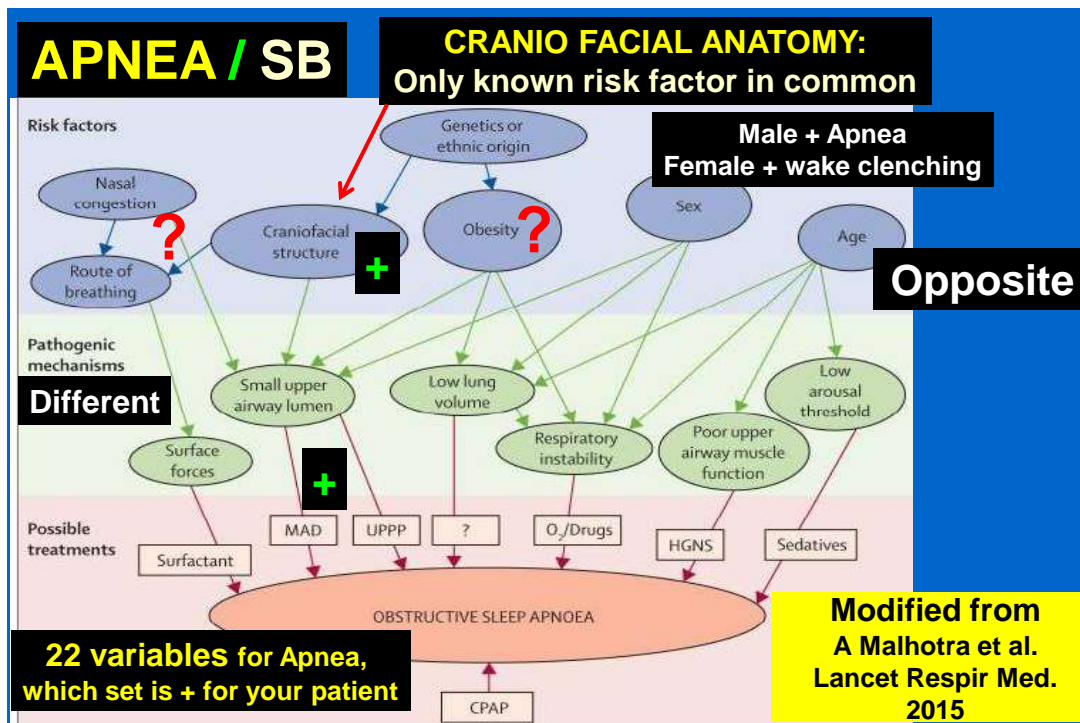 APNEA / SB
CRANIO FACIAL ANATOMY:
Only known risk factor in common
Risk factors
Genetics or
ethnic origin
Male + Apnea
Female + wake clenching
Nasal
congestion
?
Craniofacial
structure
+
Obesity
?
Sex
Age
Route of
breathing
Opposite
Pathogenic
mechanisms
Different
Small upper
airway lumen
Low lung
volume
Low
arousal
threshold
Surface
forces
+
Respiratory
instability
Poor upper
airway muscle
function
Possible
treatments
Surfactant
MAD
UPPP
?
O₂/Drugs
HGNS
Sedatives
OBSTRUCTIVE SLEEP APNOEA
22 variables for Apnea,
which set is + for your patient
CPAP
Modified from
A Malhotra et al.
Lancet Respir Med.
2015